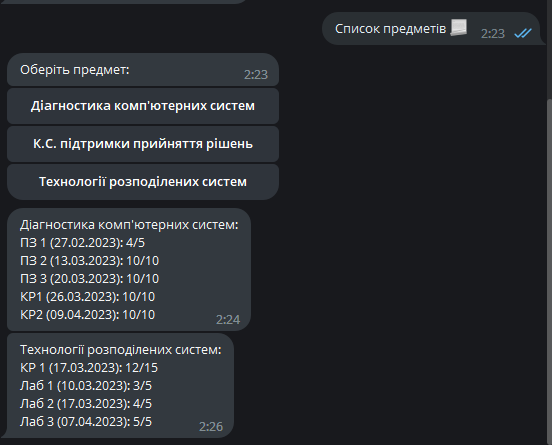 Список предметів
2:23
Оберіть предмет:
2:23
Діагностика комп'ютерних систем
К.С. підтримки прийняття рішень
Технології розподілених систем
Діагностика комп'ютерних систем:
ПЗ 1 (27.02.2023): 4/5
ПЗ 2 (13.03.2023): 10/10
ПЗ 3 (20.03.2023): 10/10
КР1 (26.03.2023): 10/10
КР2 (09.04.2023): 10/10
2:24
Технології розподілених систем:
КР 1 (17.03.2023): 12/15
Лаб 1 (10.03.2023): 3/5
Лаб 2 (17.03.2023): 4/5
Лаб 3 (07.04.2023): 5/5
2:26